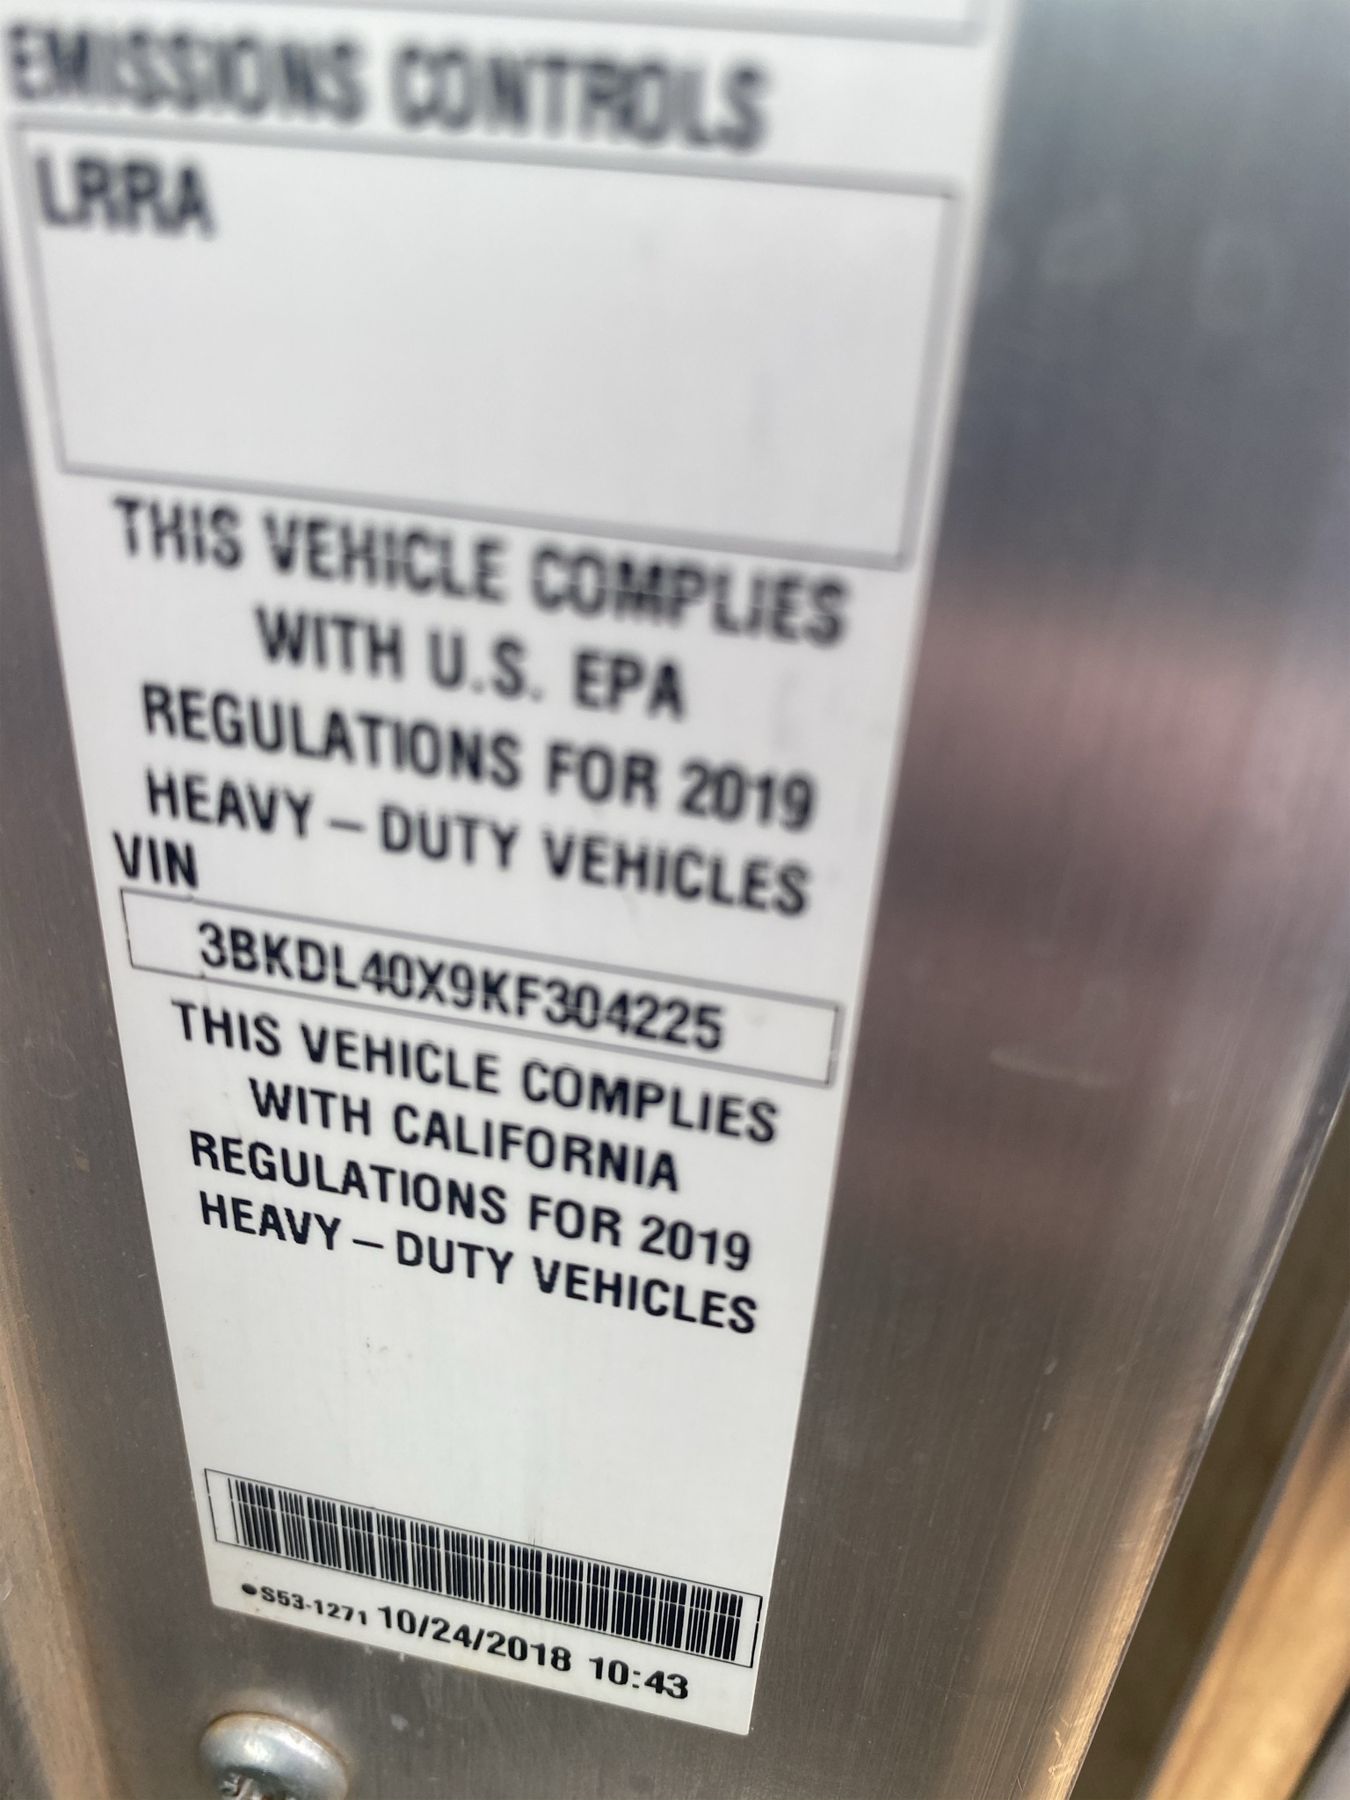 EMISSIONS CONTROLS
LRRA
THIS VEHICLE COMPLIES
WITH U.S. EPA
REGULATIONS FOR 2019
HEAVY – DUTY VEHICLES
VIN
3BKDL40X9KF304225
THIS VEHICLE COMPLIES
WITH CALIFORNIA
REGULATIONS FOR 2019
HEAVY – DUTY VEHICLES
●S53-1271 10/24/2018 10:43